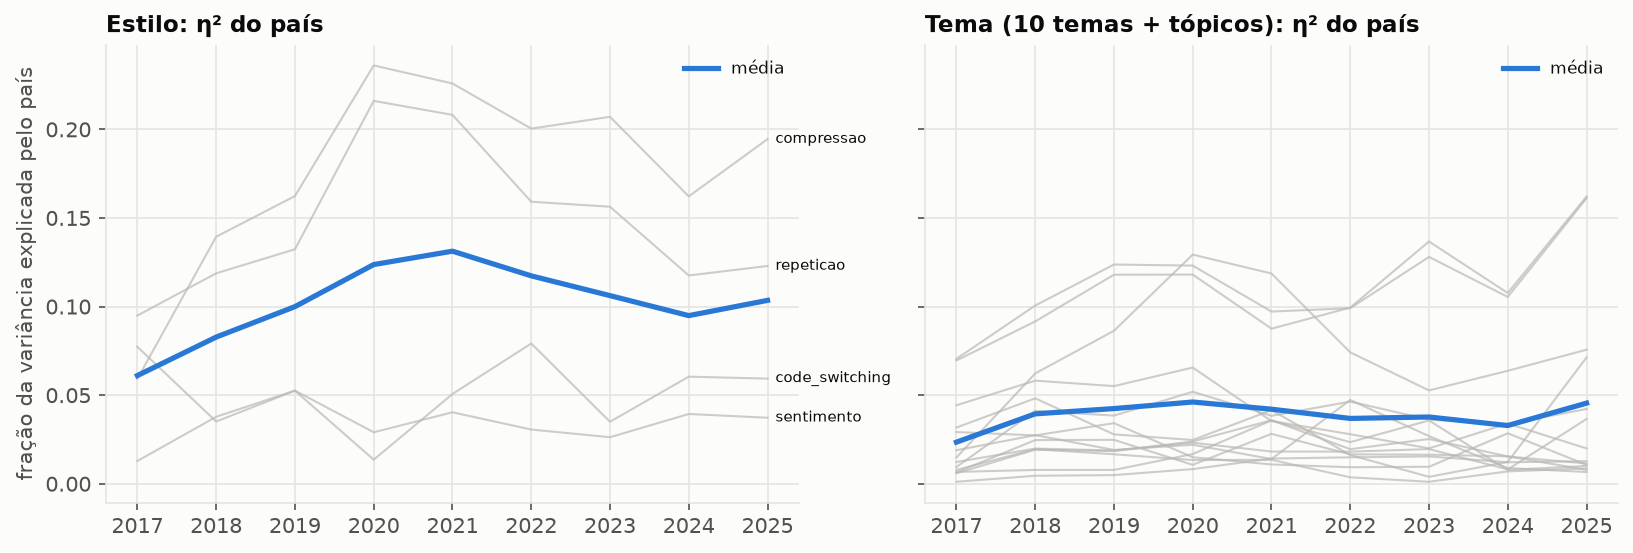 Estilo: η² do país
Tema (10 temas + tópicos): η² do país
fração da variância explicada pelo país
média
média
0.20
0.15
0.10
0.05
0.00
compressao
repeticao
code_switching
sentimento
2017 2018 2019 2020 2021 2022 2023 2024 2025
2017 2018 2019 2020 2021 2022 2023 2024 2025